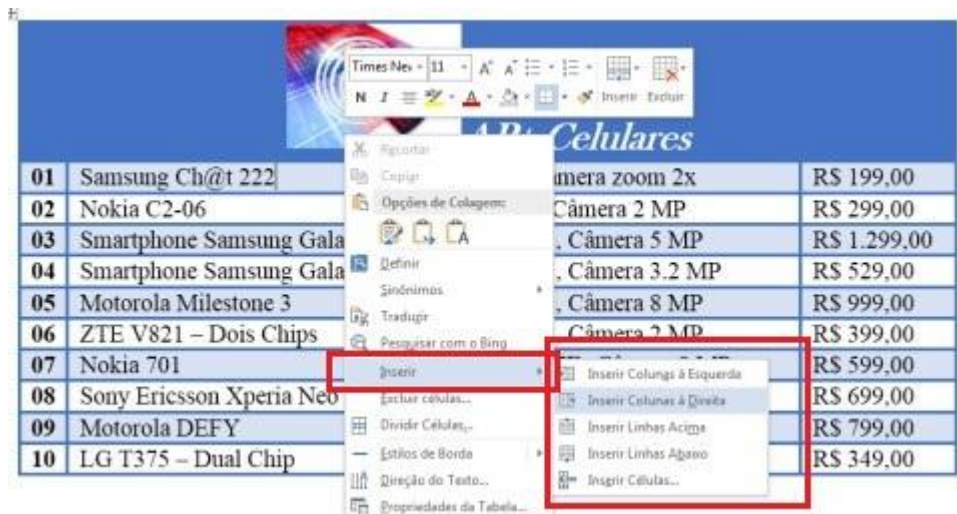 Times Nev 11 A A
N I A Inserir Excluir
Celulares
01 Samsung Ch@t 222 mera zoom 2x R$ 199,00
02 Nokia C2-06 Câmera 2 MP R$ 299,00
03 Smartphone Samsung Gala , Câmera 5 MP R$ 1.299,00
04 Smartphone Samsung Gala , Câmera 3.2 MP R$ 529,00
05 Motorola Milestone 3 , Câmera 8 MP R$ 999,00
06 ZTE V821 – Dois Chips , Câmera 2 MP R$ 399,00
07 Nokia 701 R$ 599,00
08 Sony Ericsson Xperia Neo R$ 699,00
09 Motorola DEFY R$ 799,00
10 LG T375 – Dual Chip R$ 349,00
Recortar
Copiar
Opções de Colagem:
Definir
Sinônimos
Traduzir
Pesquisar com o Bing
Inserir
Excluir células...
Dividir Células...
Estilos de Borda
Direção do Texto...
Propriedades da Tabela...
Inserir Colunas à Esquerda
Inserir Colunas à Direita
Inserir Linhas Acima
Inserir Linhas Abaixo
Inserir Células...